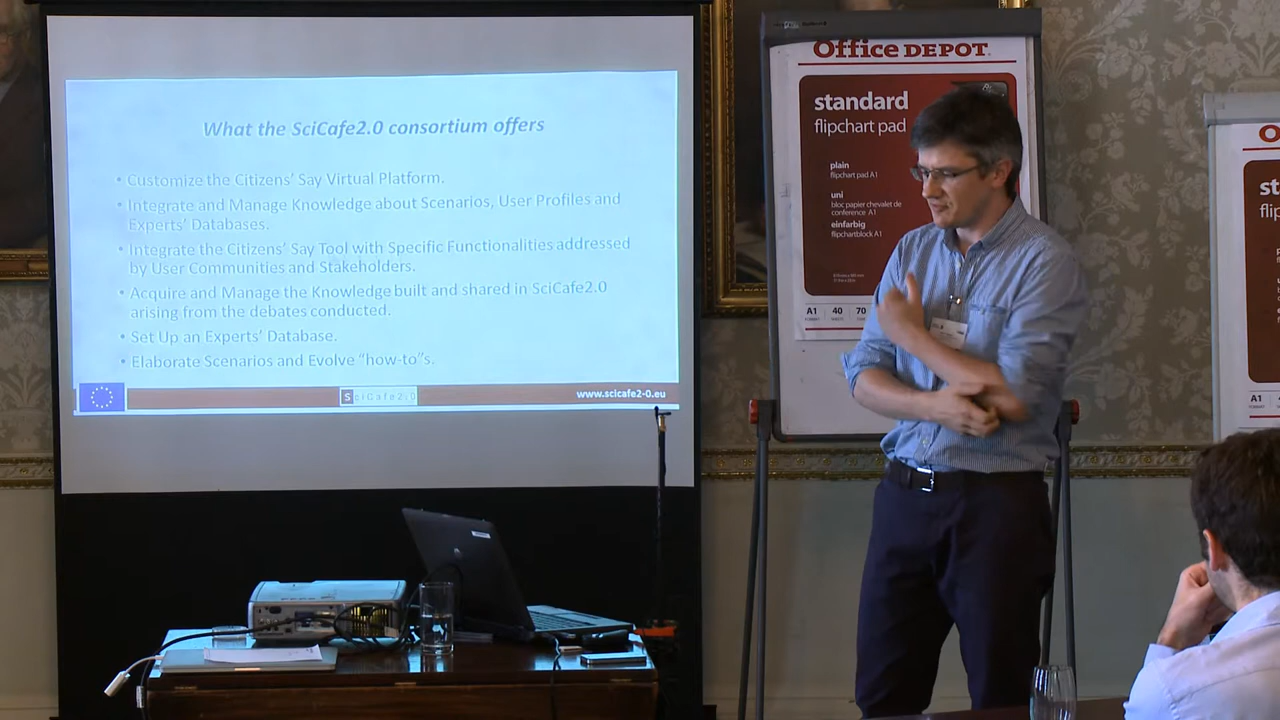 What the SciCafe2.0 consortium offers
• Customize the Citizens' Say Virtual Platform.
• Integrate and Manage Knowledge about Scenarios, User Profiles and
Experts' Databases.
• Integrate the Citizens' Say Tool with Specific Functionalities addressed
by User Communities and Stakeholders.
• Acquire and Manage the Knowledge built and shared in SciCafe2.0
arising from the debates conducted.
• Set Up an Experts' Database.
• Elaborate Scenarios and Evolve "how-to"s.
SciCafe2.0
www.scicafe2-0.eu
Office DEPOT
standard
flipchart pad
plain
flipchart pad A1
uni
bloc papier chevalet de
conference A1
einfarbig
flipchartblock A1
A1 40 70
O
st
flip
A1